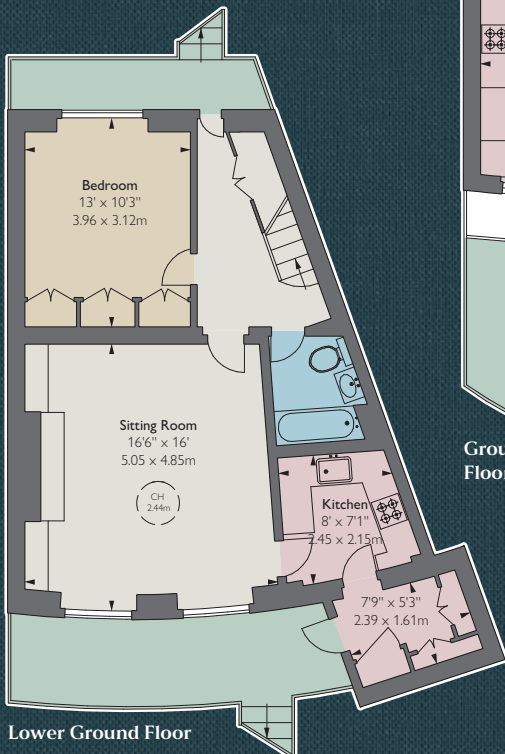 Bedroom
13' x 10'3"
3.96 x 3.12m
Sitting Room
16'6" x 16'
5.05 x 4.85m
CH
2.44m
Kitchen
8' x 7'1"
2.45 x 2.15m
7'9" x 5'3"
2.39 x 1.61m
Grou
Floor
Lower Ground Floor